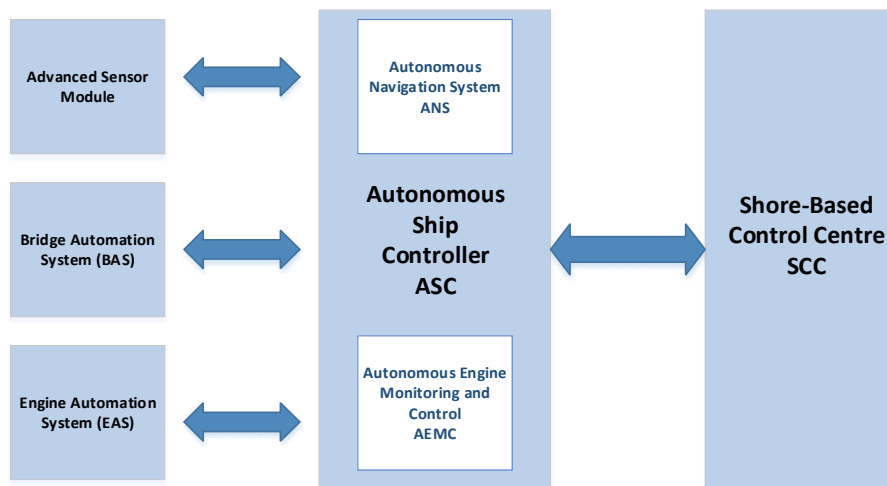 Advanced Sensor
Module
Autonomous
Navigation System
ANS
Bridge Automation
System (BAS)
Autonomous
Ship
Controller
ASC
Shore-Based
Control Centre
SCC
Engine Automation
System (EAS)
Autonomous Engine
Monitoring and
Control
AEMC